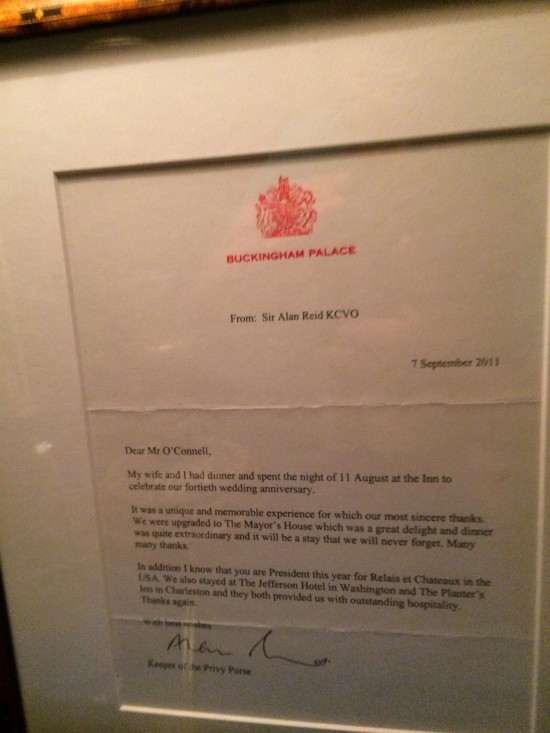 BUCKINGHAM PALACE
From: Sir Alan Reid KCVO
7 September 2011
Dear Mr O'Connell,
My wife and I had dinner and spent the night of 11 August at the Inn to
celebrate our fortieth wedding anniversary.
It was a unique and memorable experience for which our most sincere thanks.
We were upgraded to The Mayor's House which was a great delight and dinner
was quite extraordinary and it will be a stay that we will never forget. Many
many thanks.
In addition I know that you are President this year for Relais et Chateaux in the
USA. We also stayed at The Jefferson Hotel in Washington and The Planter's
Inn in Charleston and they both provided us with outstanding hospitality.
Thanks again.
With best wishes
Alan
Keeper of the Privy Purse